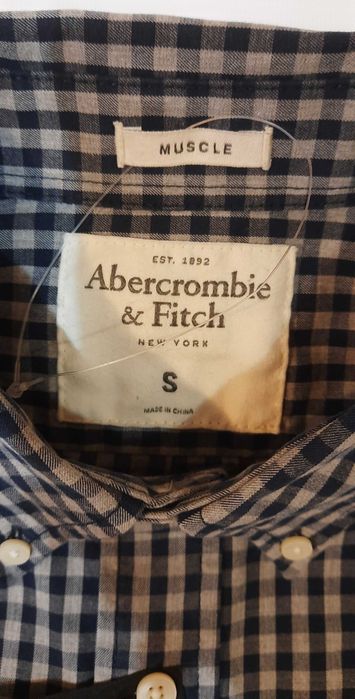 MUSCLE
EST. 1892
Abercrombie
& Fitch
NEW YORK
S
MADE IN CHINA